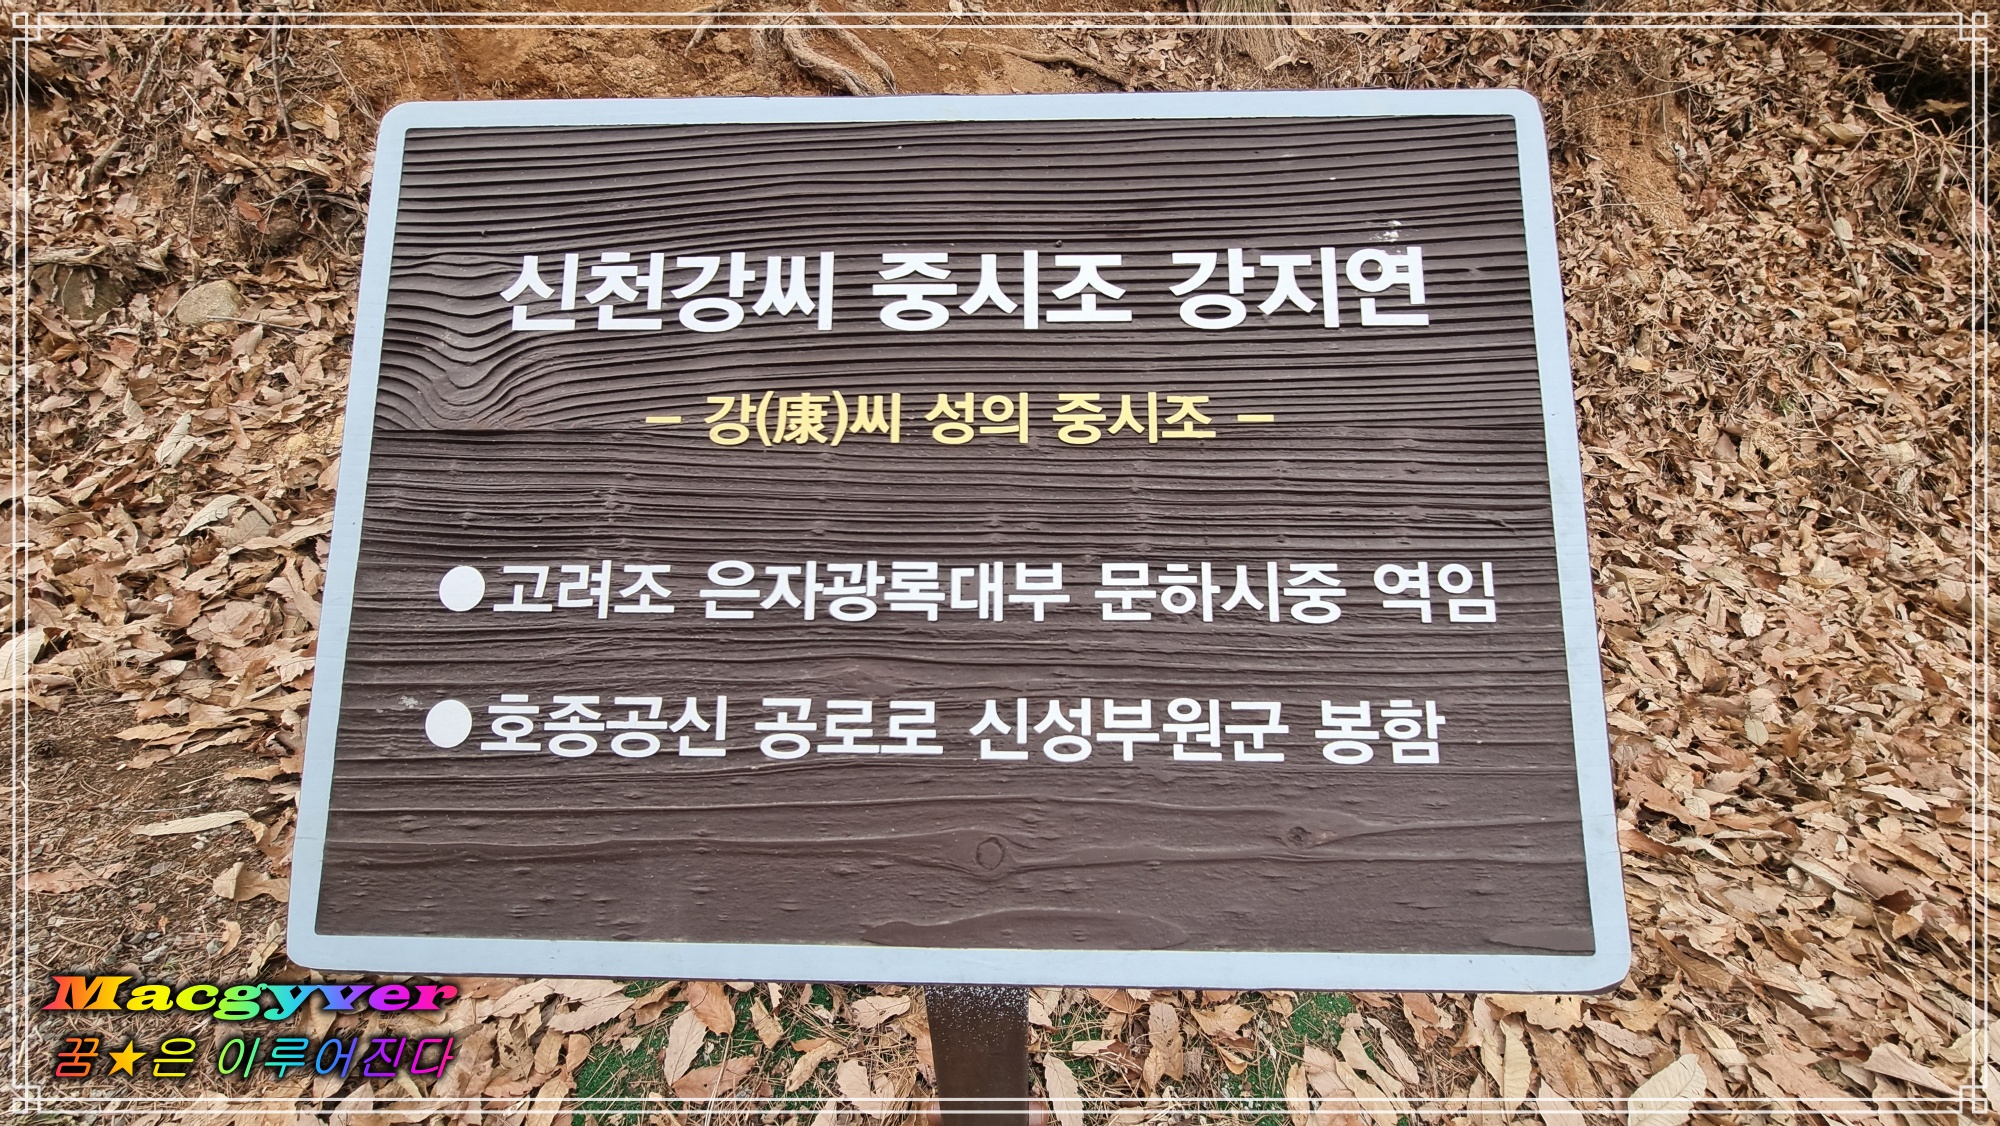 신천강씨 중시조 강지연
- 강(康)씨 성의 중시조 -
●고려조 은자광록대부 문하시중 역임
●호종공신 공로로 신성부원군 봉함
Macgyver
꿈★은 이루어진다